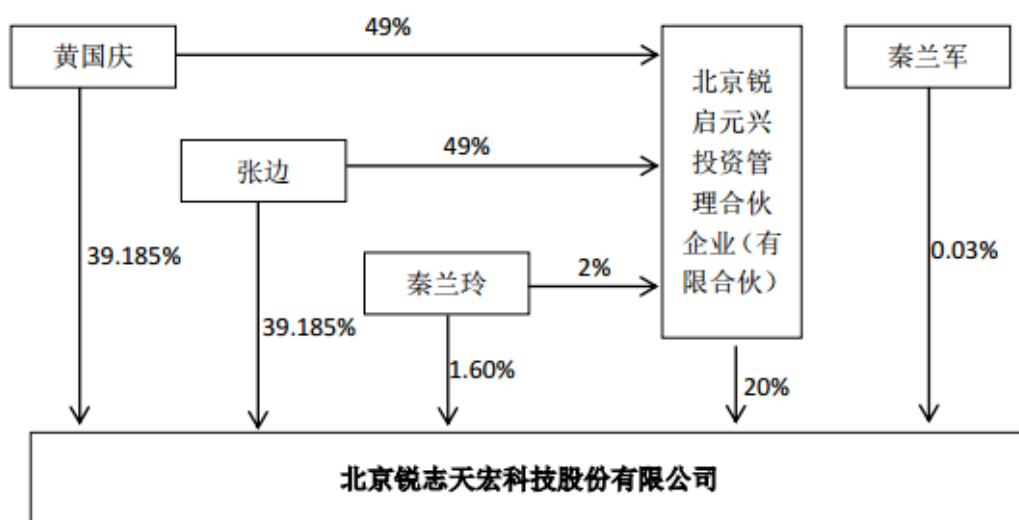 49%
黄国庆
秦兰军
北京锐
启元兴
投资管
理合伙
企业（有
限合伙）
49%
张边
39.185%
2%
0.03%
秦兰玲
39.185%
1.60%
20%
北京锐志天宏科技股份有限公司